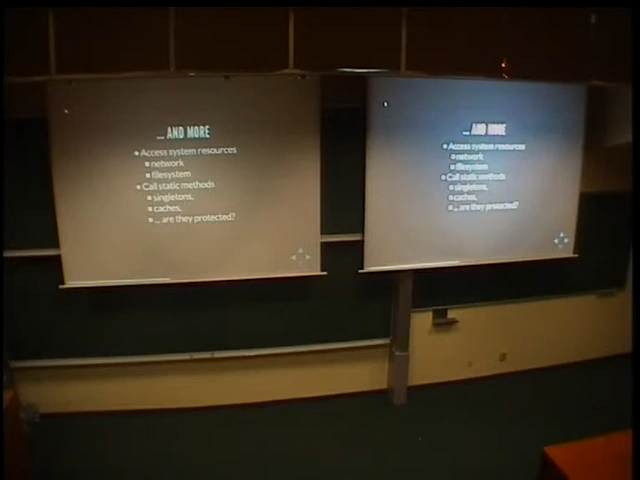 ... AND MORE
Access system resources
network
filesystem
Call static methods
singletons,
caches,
... are they protected?
... AND MORE
Access system resources
network
filesystem
Call static methods
singletons,
caches,
... are they protected?